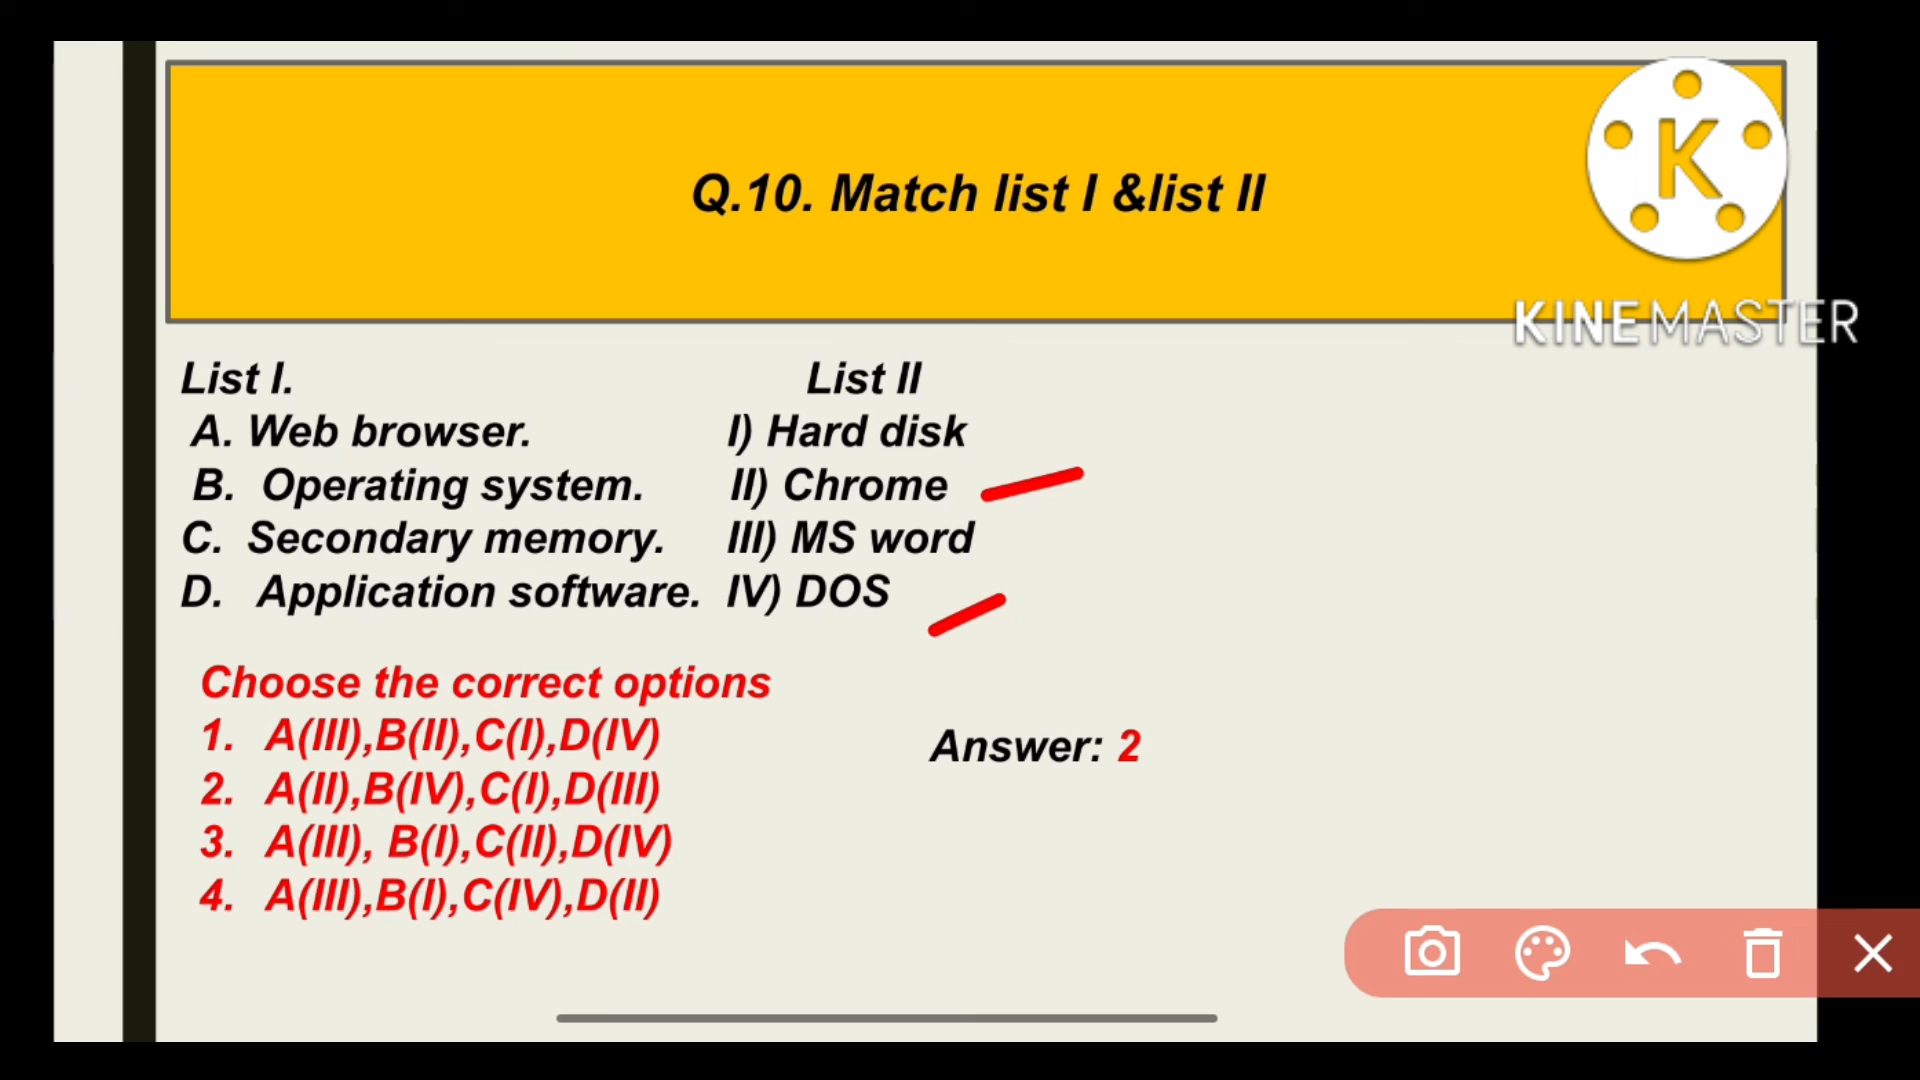 K
KINEMASTER
Q.10. Match list I &list II
List I. List II
A. Web browser. I) Hard disk
B. Operating system. II) Chrome
C. Secondary memory. III) MS word
D. Application software. IV) DOS
Choose the correct options
1. A(III),B(II),C(I),D(IV)
2. A(II),B(IV),C(I),D(III)
3. A(III), B(I),C(II),D(IV)
4. A(III),B(I),C(IV),D(II)
Answer: 2